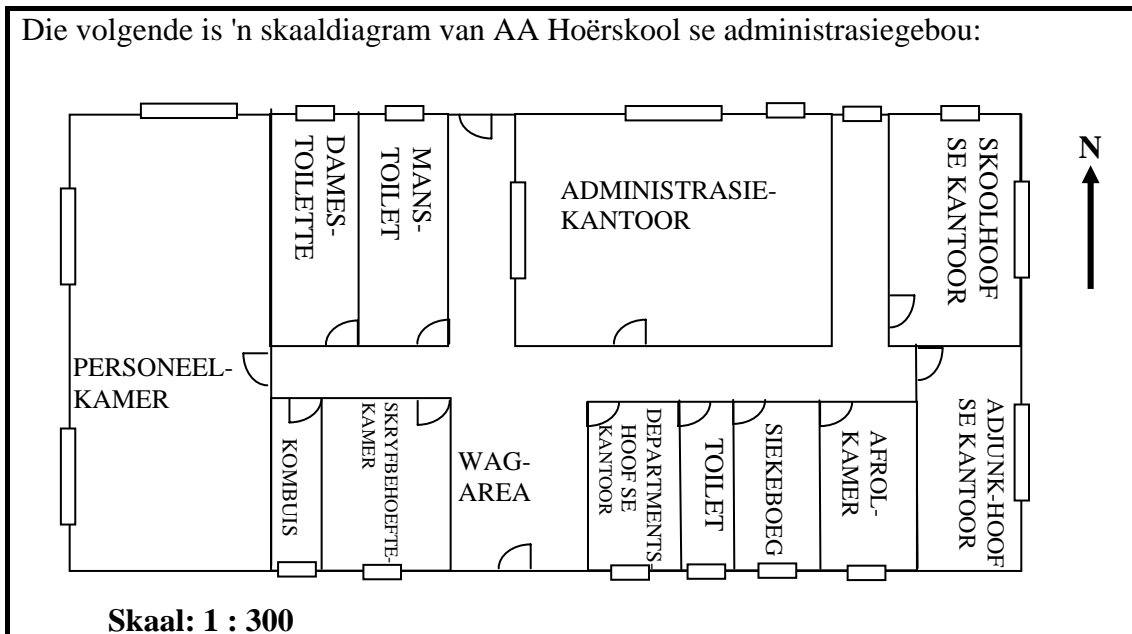 Die volgende is 'n skaaldiagram van AA Hoërskool se administrasiegebou:
DAMES-
TOILETTE
MANS-
TOILET
ADMINISTRASIE-
KANTOOR
SKOOLHOOF
SE KANTOOR
N
PERSONEEL-
KAMER
KOMBUIS
SKRYFBEHOEFTE-
KAMER
WAG-
AREA
DEPARTMENTS-
HOOF SE
KANTOOR
TOILET
SIEKEBOEG
AFROL-
KAMER
ADJUNK-HOOF
SE KANTOOR
Skaal: 1 : 300